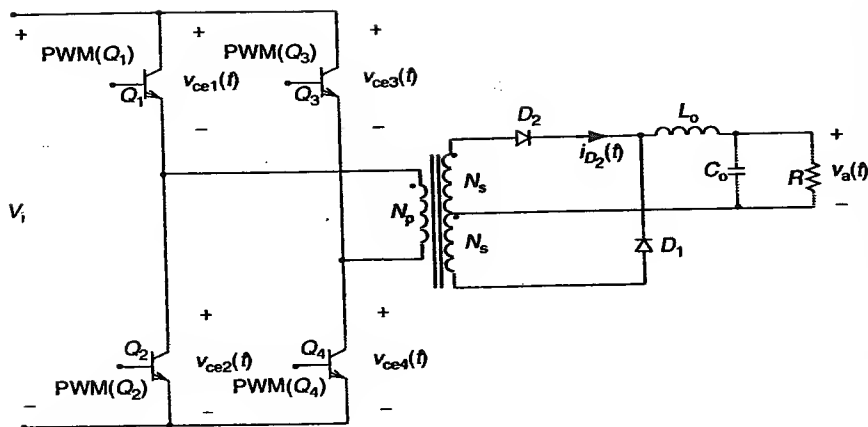 + + +
PWM(Q1) PWM(Q3)
vce1(t) vce3(t)
Q1 Q3
− −
D2 Lo
iD2(t) +
Vi Np Ns Co R va(t)
−
Ns D1
+ +
Q2 Q4
vce2(t) vce4(t)
PWM(Q2) PWM(Q4)
− − −